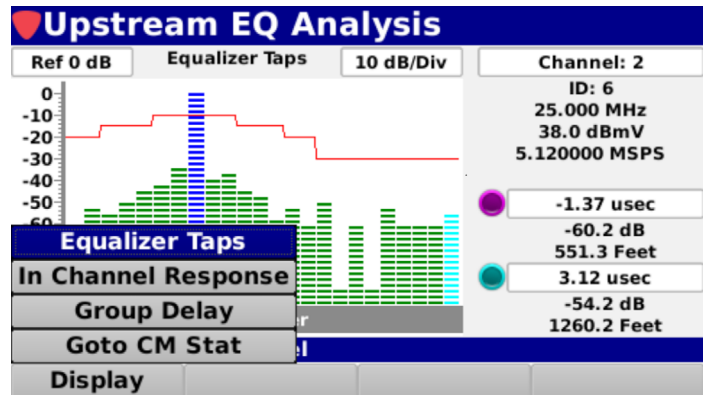 Upstream EQ Analysis
Ref 0 dB
Equalizer Taps
10 dB/Div
Channel: 2
ID: 6
25.000 MHz
38.0 dBmV
5.120000 MSPS
0
-10
-20
-30
-40
-50
-60
-1.37 usec
-60.2 dB
551.3 Feet
3.12 usec
-54.2 dB
1260.2 Feet
Equalizer Taps
In Channel Response
Group Delay
Goto CM Stat
Display